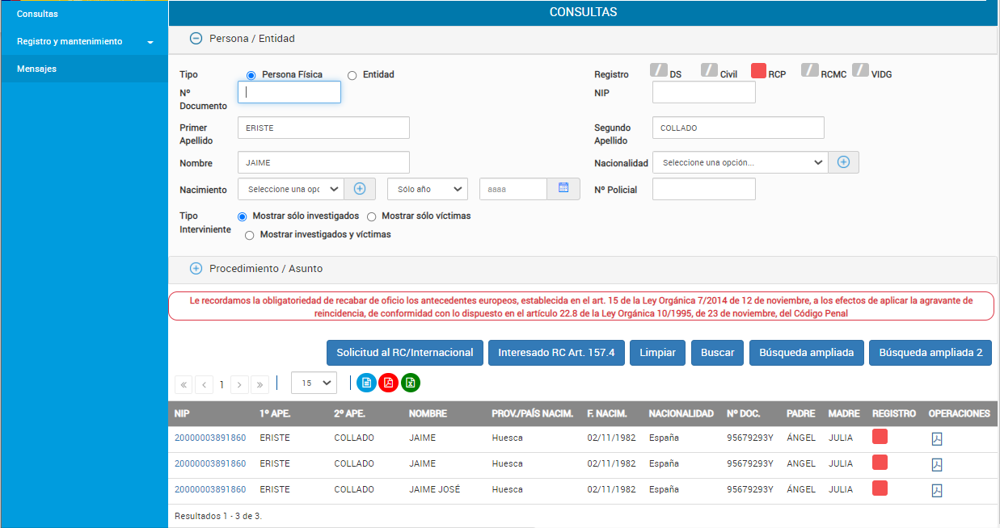 Consultas
Registro y mantenimiento
Mensajes
CONSULTAS
Persona / Entidad
Tipo Persona Física Entidad Registro DS Civil RCP RCMC VIDG
Nº Documento NIP
Primer Apellido ERISTE Segundo Apellido COLLADO
Nombre JAIME Nacionalidad Seleccione una opción...
Nacimiento Seleccione una opc Sólo año aaaa Nº Policial
Tipo Interviniente Mostrar sólo investigados Mostrar sólo víctimas
Mostrar investigados y víctimas
Procedimiento / Asunto
Le recordamos la obligatoriedad de recabar de oficio los antecedentes europeos, establecida en el art. 15 de la Ley Orgánica 7/2014 de 12 de noviembre, a los efectos de aplicar la agravante de
reincidencia, de conformidad con lo dispuesto en el artículo 22.8 de la Ley Orgánica 10/1995, de 23 de noviembre, del Código Penal
Solicitud al RC/Internacional Interesado RC Art. 157.4 Limpiar Buscar Búsqueda ampliada Búsqueda ampliada 2
« ‹ 1 › » 15
NIP 1º APE. 2º APE. NOMBRE PROV./PAÍS NACIM. F. NACIM. NACIONALIDAD Nº DOC. PADRE MADRE REGISTRO OPERACIONES
20000003891860 ERISTE COLLADO JAIME Huesca 02/11/1982 España 95679293Y ÁNGEL JULIA
20000003891860 ERISTE COLLADO JAIME Huesca 02/11/1982 España 95679293Y ANGEL JULIA
20000003891860 ERISTE COLLADO JAIME JOSÉ Huesca 02/11/1982 España 95679293Y ÁNGEL JULIA
Resultados 1 - 3 de 3.